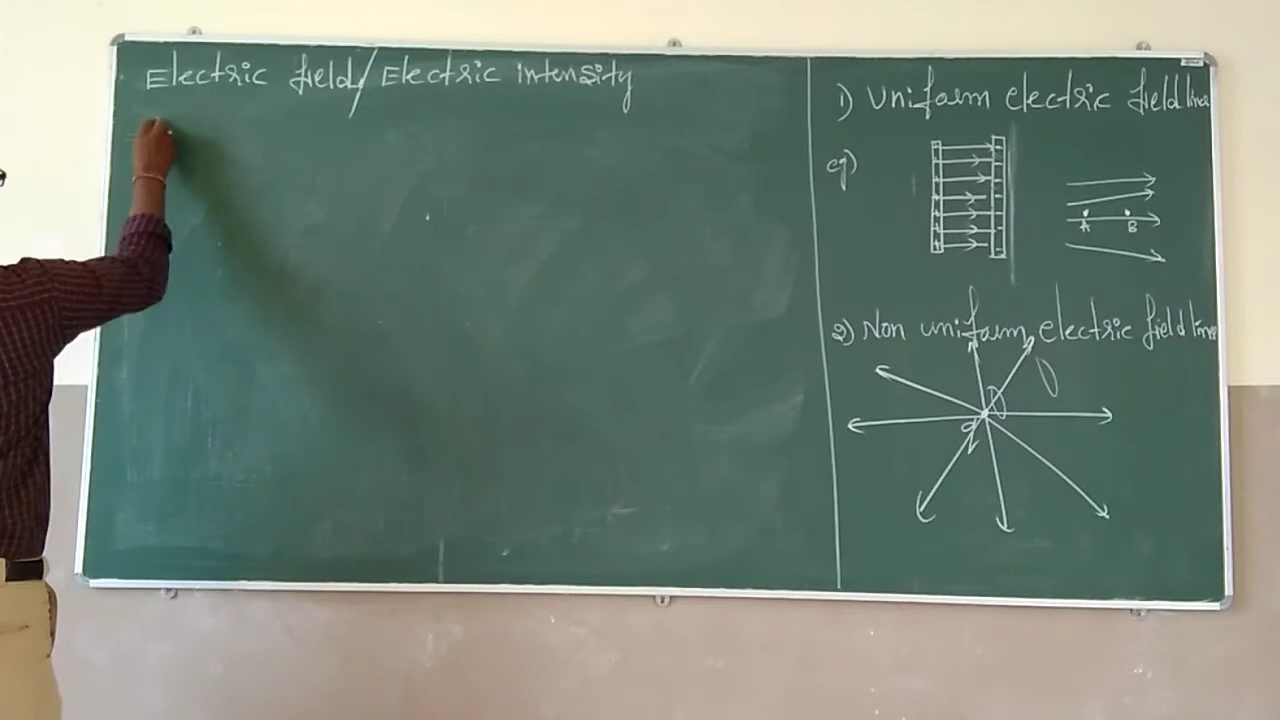 Electric field/Electric intensity
1) Uniform electric field lines
eg)
A B
2) Non uniform electric field lines